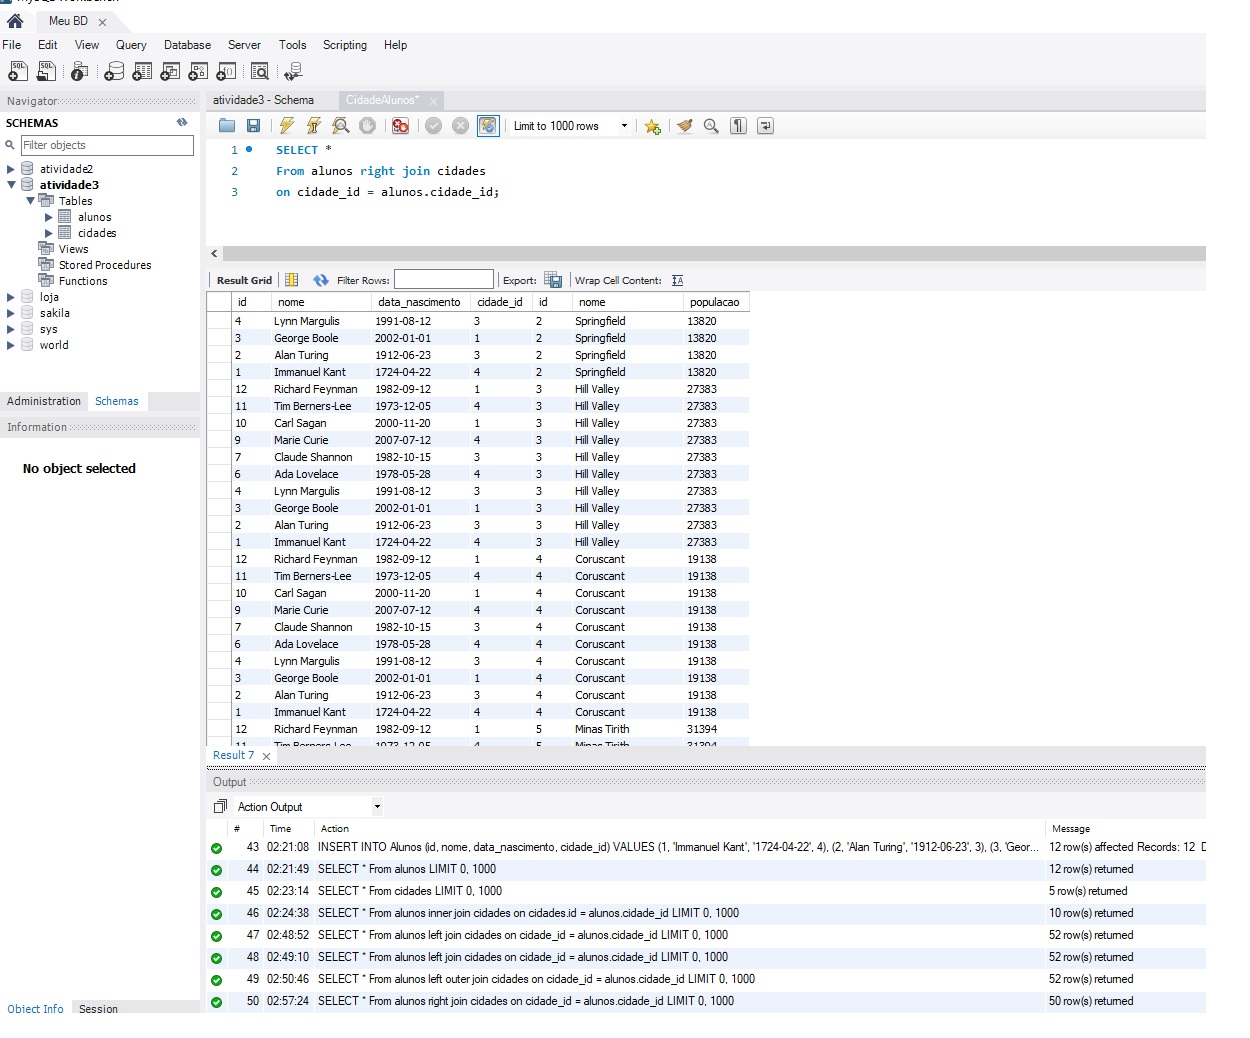 Meu BD
File Edit View Query Database Server Tools Scripting Help
Navigator
SCHEMAS
Filter objects
atividade2
atividade3
Tables
alunos
cidades
Views
Stored Procedures
Functions
loja
sakila
sys
world
Administration Schemas
Information
No object selected
Object Info Session
atividade3 - Schema CidadeAlunos*
Limit to 1000 rows
1 SELECT *
2 From alunos right join cidades
3 on cidade_id = alunos.cidade_id;
Result Grid Filter Rows: Export: Wrap Cell Content:
id nome data_nascimento cidade_id id nome populacao
4 Lynn Margulis 1991-08-12 3 2 Springfield 13820
3 George Boole 2002-01-01 1 2 Springfield 13820
2 Alan Turing 1912-06-23 3 2 Springfield 13820
1 Immanuel Kant 1724-04-22 4 2 Springfield 13820
12 Richard Feynman 1982-09-12 1 3 Hill Valley 27383
11 Tim Berners-Lee 1973-12-05 4 3 Hill Valley 27383
10 Carl Sagan 2000-11-20 1 3 Hill Valley 27383
9 Marie Curie 2007-07-12 4 3 Hill Valley 27383
7 Claude Shannon 1982-10-15 3 3 Hill Valley 27383
6 Ada Lovelace 1978-05-28 4 3 Hill Valley 27383
4 Lynn Margulis 1991-08-12 3 3 Hill Valley 27383
3 George Boole 2002-01-01 1 3 Hill Valley 27383
2 Alan Turing 1912-06-23 3 3 Hill Valley 27383
1 Immanuel Kant 1724-04-22 4 3 Hill Valley 27383
12 Richard Feynman 1982-09-12 1 4 Coruscant 19138
11 Tim Berners-Lee 1973-12-05 4 4 Coruscant 19138
10 Carl Sagan 2000-11-20 1 4 Coruscant 19138
9 Marie Curie 2007-07-12 4 4 Coruscant 19138
7 Claude Shannon 1982-10-15 3 4 Coruscant 19138
6 Ada Lovelace 1978-05-28 4 4 Coruscant 19138
4 Lynn Margulis 1991-08-12 3 4 Coruscant 19138
3 George Boole 2002-01-01 1 4 Coruscant 19138
2 Alan Turing 1912-06-23 3 4 Coruscant 19138
1 Immanuel Kant 1724-04-22 4 4 Coruscant 19138
12 Richard Feynman 1982-09-12 1 5 Minas Tirith 31394
11 Tim Berners-Lee 1973-12-05 4 5 Minas Tirith 31394
Result 7
Output
Action Output
# Time Action Message
43 02:21:08 INSERT INTO Alunos (id, nome, data_nascimento, cidade_id) VALUES (1, 'Immanuel Kant', '1724-04-22', 4), (2, 'Alan Turing', '1912-06-23', 3), (3, 'Geor... 12 row(s) affected Records: 12 D
44 02:21:49 SELECT * From alunos LIMIT 0, 1000 12 row(s) returned
45 02:23:14 SELECT * From cidades LIMIT 0, 1000 5 row(s) returned
46 02:24:38 SELECT * From alunos inner join cidades on cidades.id = alunos.cidade_id LIMIT 0, 1000 10 row(s) returned
47 02:48:52 SELECT * From alunos left join cidades on cidade_id = alunos.cidade_id LIMIT 0, 1000 52 row(s) returned
48 02:49:10 SELECT * From alunos left join cidades on cidade_id = alunos.cidade_id LIMIT 0, 1000 52 row(s) returned
49 02:50:46 SELECT * From alunos left outer join cidades on cidade_id = alunos.cidade_id LIMIT 0, 1000 52 row(s) returned
50 02:57:24 SELECT * From alunos right join cidades on cidade_id = alunos.cidade_id LIMIT 0, 1000 50 row(s) returned